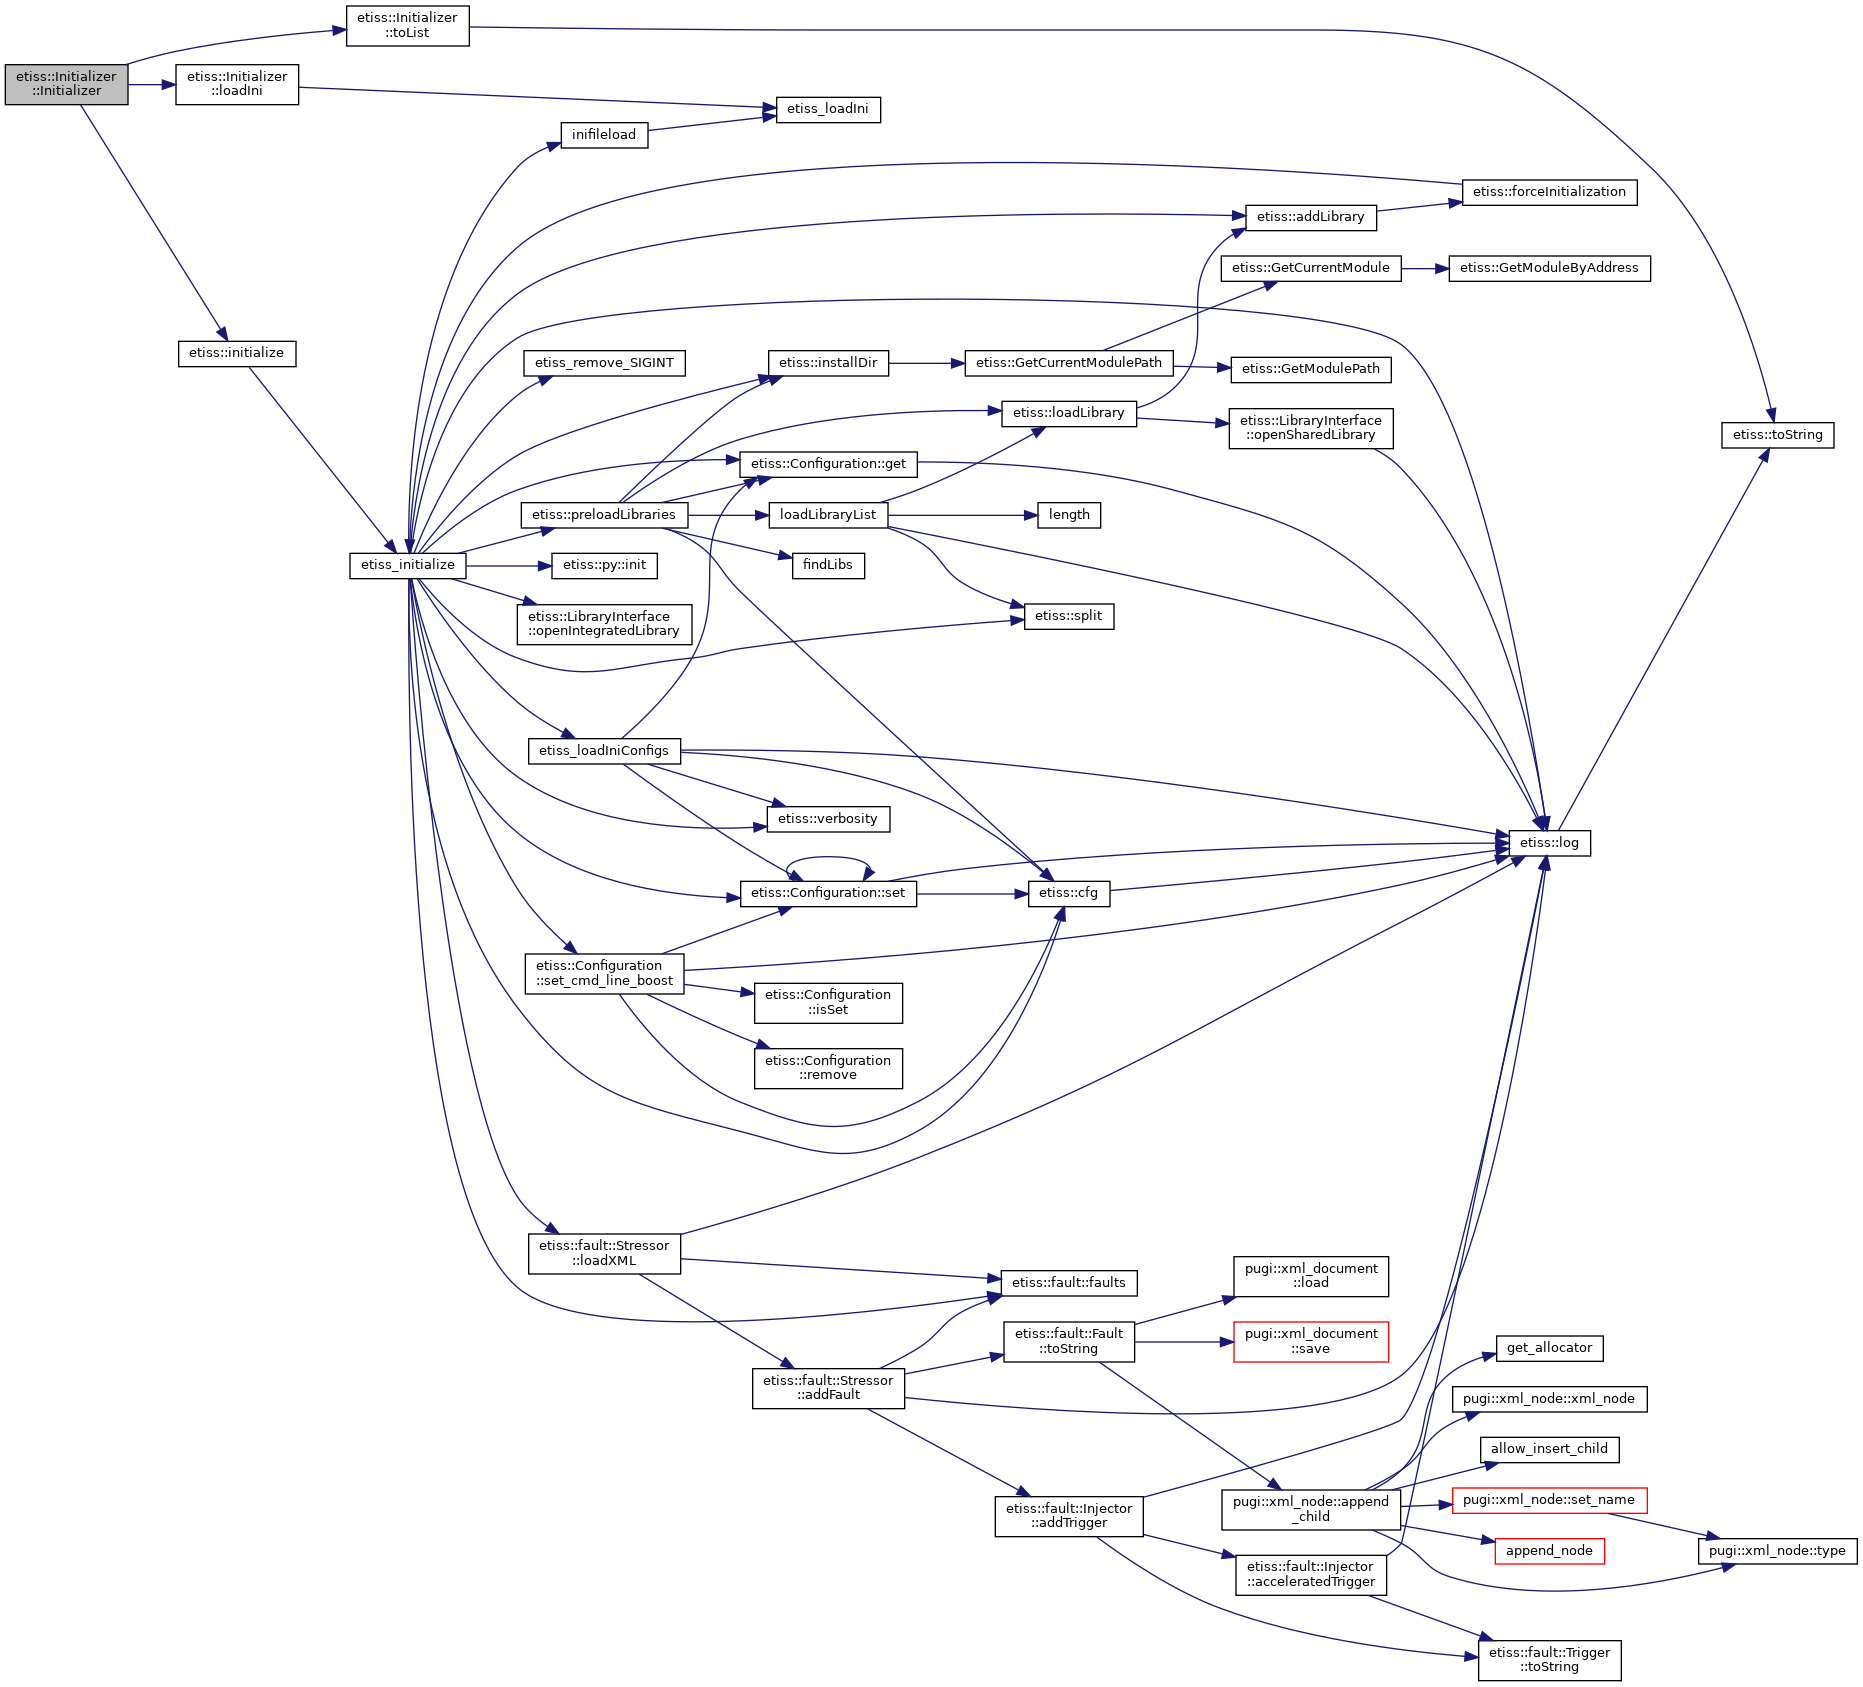 etiss::Initializer
::toList
etiss::Initializer
::Initializer
etiss::Initializer
::loadIni
etiss_loadIni
inifileload
etiss::forceInitialization
etiss::addLibrary
etiss::GetCurrentModule
etiss::GetModuleByAddress
etiss::initialize
etiss_remove_SIGINT
etiss::installDir
etiss::GetCurrentModulePath
etiss::GetModulePath
etiss::loadLibrary
etiss::LibraryInterface
::openSharedLibrary
etiss::toString
etiss::Configuration::get
etiss::preloadLibraries
loadLibraryList
length
etiss_initialize
etiss::py::init
findLibs
etiss::LibraryInterface
::openIntegratedLibrary
etiss::split
etiss_loadIniConfigs
etiss::verbosity
etiss::log
etiss::Configuration::set
etiss::cfg
etiss::Configuration
::set_cmd_line_boost
etiss::Configuration
::isSet
etiss::Configuration
::remove
etiss::fault::Stressor
::loadXML
etiss::fault::faults
pugi::xml_document
::load
etiss::fault::Fault
::toString
pugi::xml_document
::save
get_allocator
etiss::fault::Stressor
::addFault
pugi::xml_node::xml_node
allow_insert_child
pugi::xml_node::append
_child
pugi::xml_node::set_name
etiss::fault::Injector
::addTrigger
append_node
pugi::xml_node::type
etiss::fault::Injector
::acceleratedTrigger
etiss::fault::Trigger
::toString